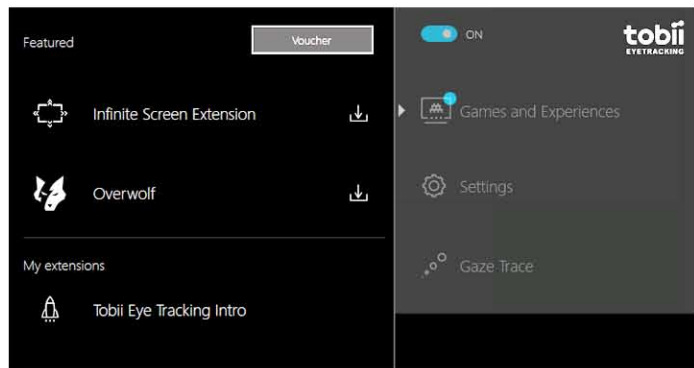 Featured
Voucher
Infinite Screen Extension
Overwolf
My extensions
Tobii Eye Tracking Intro
ON
tobii
EYETRACKING
Games and Experiences
Settings
Gaze Trace